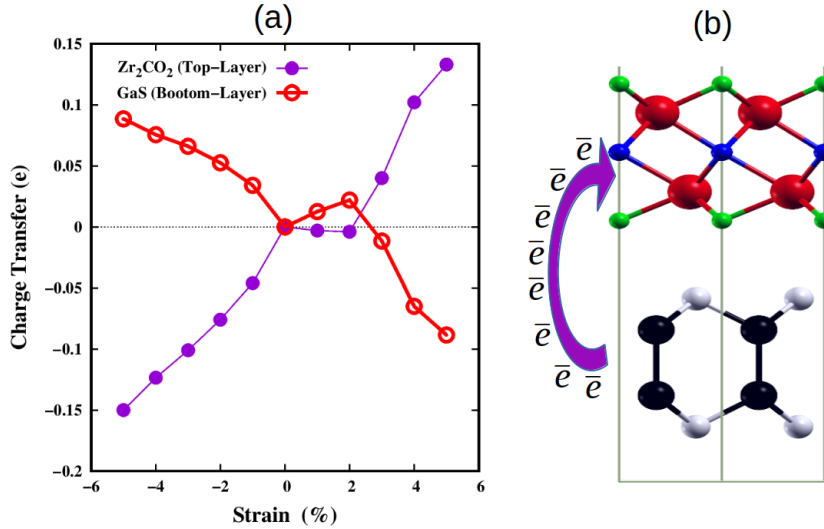 (a)
Zr₂CO₂ (Top−Layer)
GaS (Bootom−Layer)
0.15
0.1
0.05
0
−0.05
−0.1
−0.15
−0.2
Charge Transfer (e)
−6 −4 −2 0 2 4 6
Strain (%)
(b)
e̅
e̅
e̅
e̅
e̅
e̅
e̅
e̅
e̅
e̅